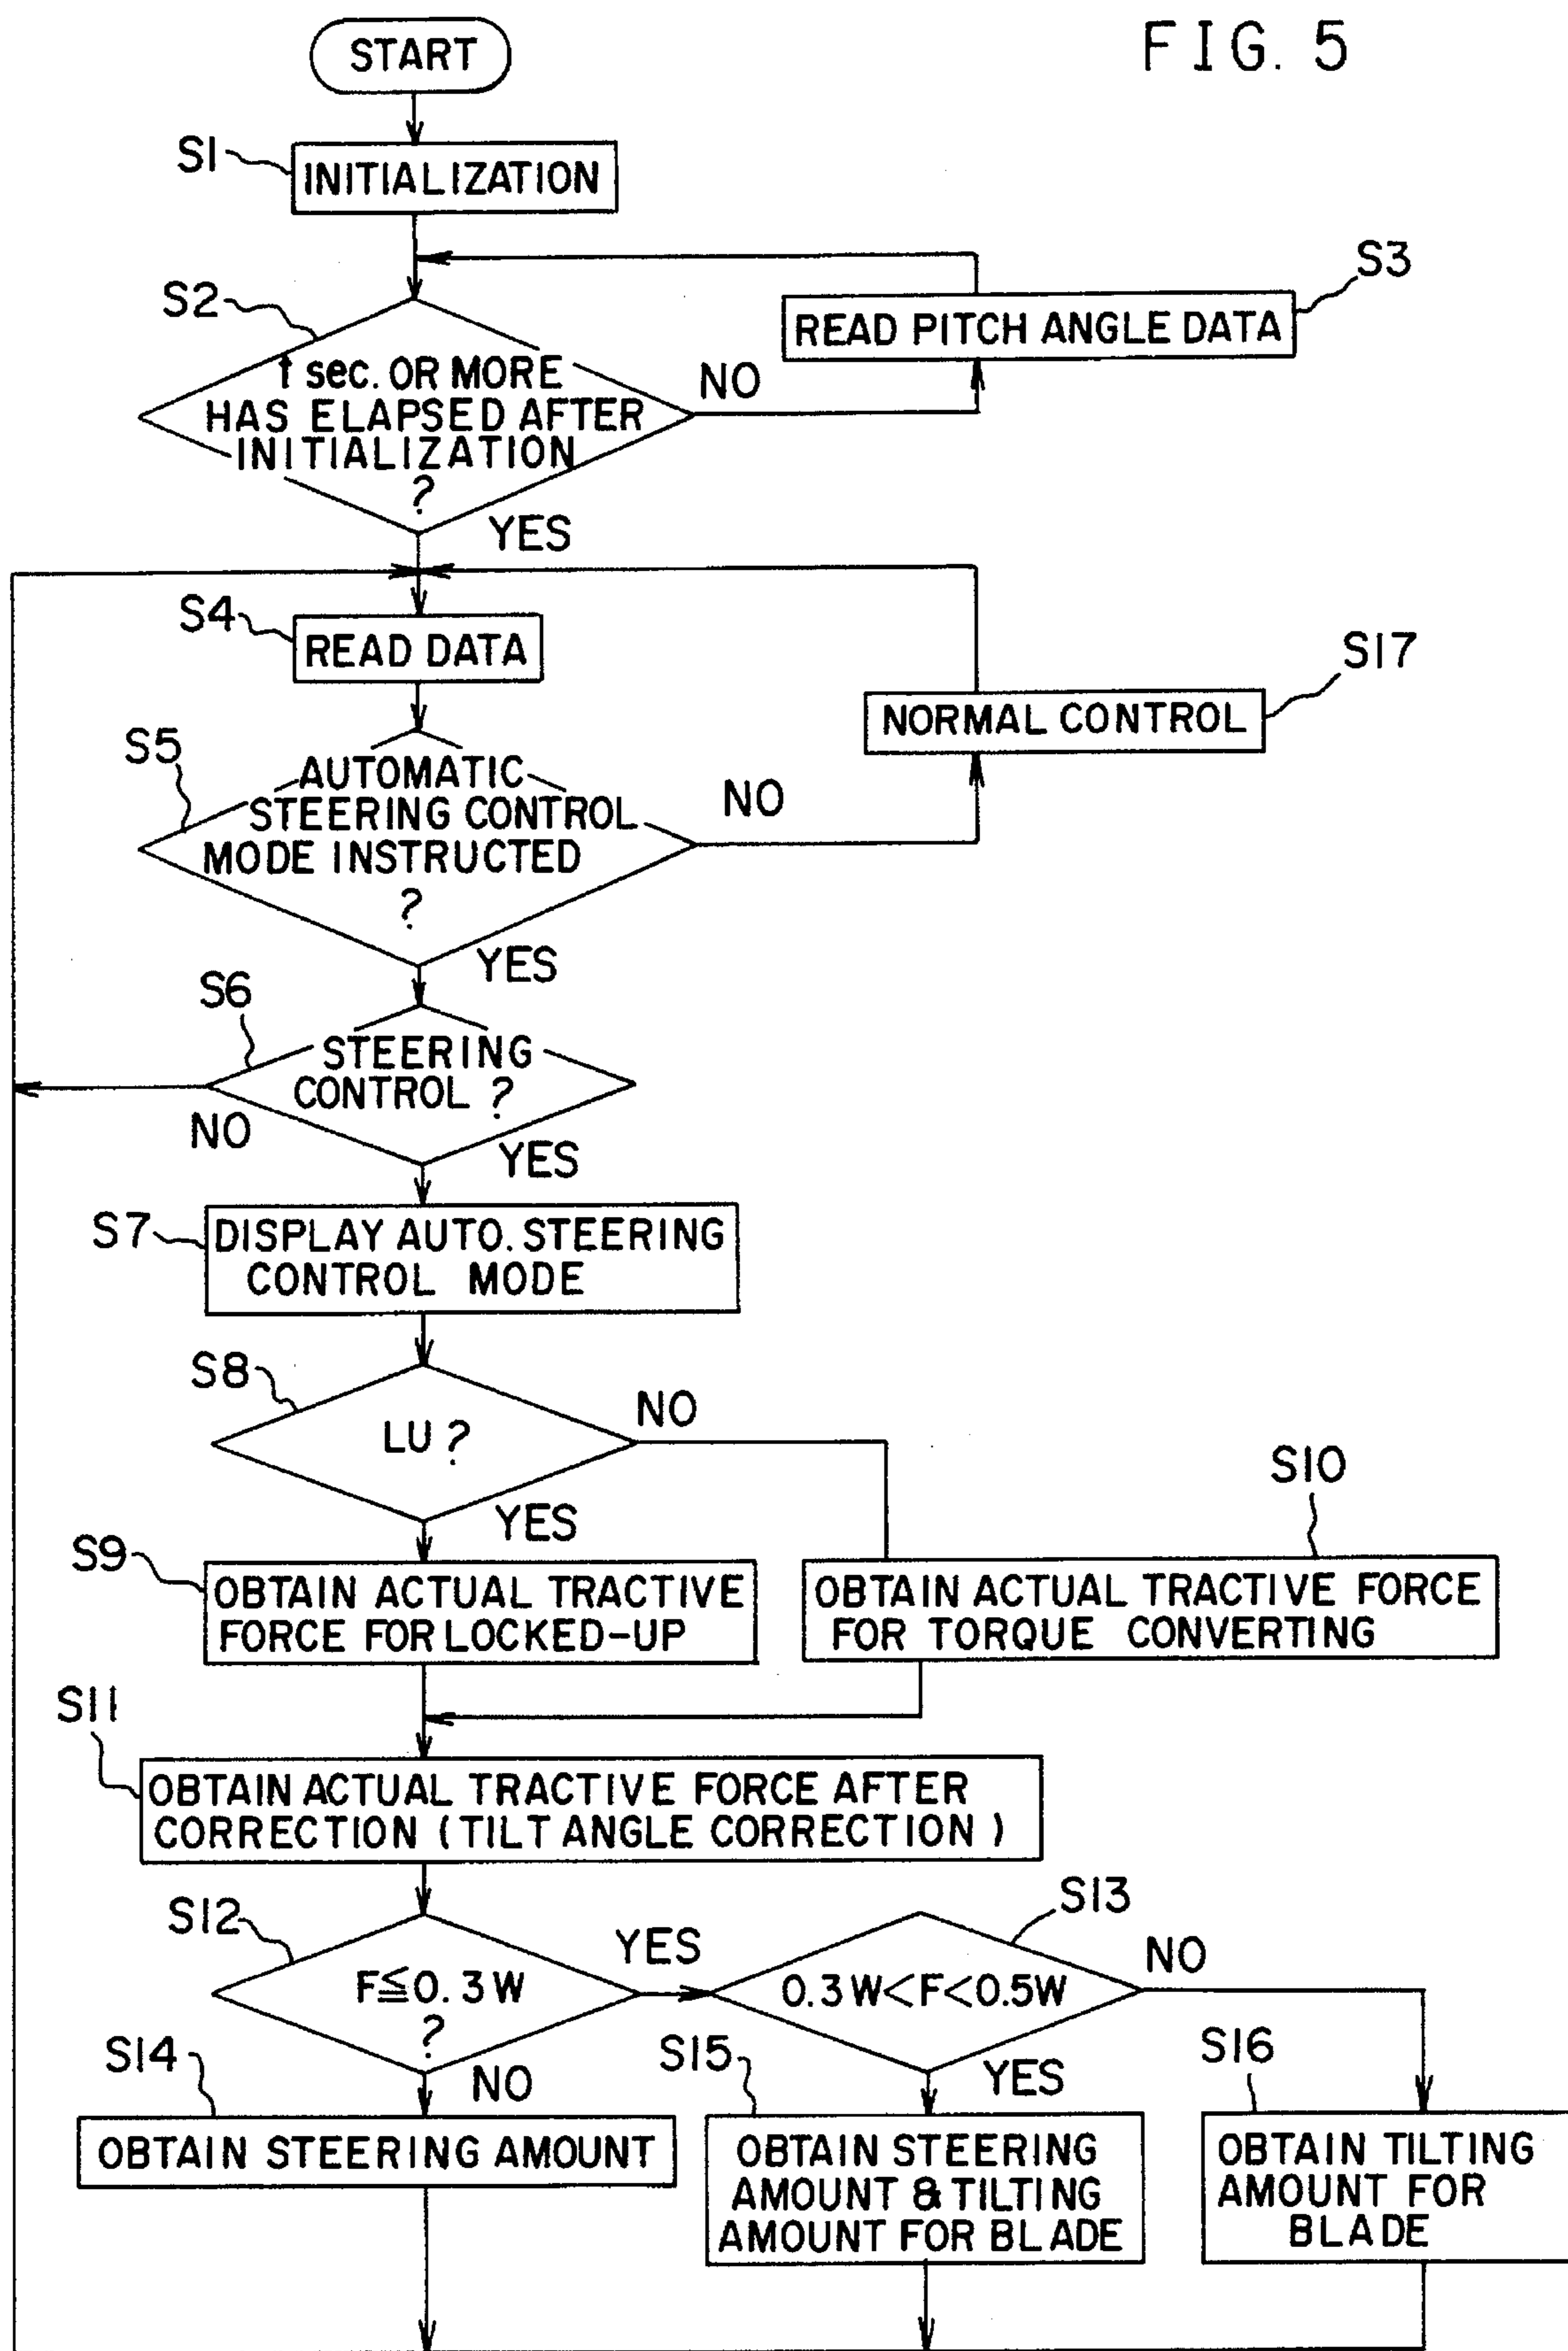 FIG. 5
START
S1
INITIALIZATION
S2
t sec. OR MORE
HAS ELAPSED AFTER
INITIALIZATION
?
NO
YES
S3
READ PITCH ANGLE DATA
S4
READ DATA
S17
NORMAL CONTROL
S5
AUTOMATIC
STEERING CONTROL
MODE INSTRUCTED
?
NO
YES
S6
STEERING
CONTROL ?
NO
YES
S7
DISPLAY AUTO. STEERING
CONTROL MODE
S8
LU ?
NO
YES
S9
OBTAIN ACTUAL TRACTIVE
FORCE FOR LOCKED-UP
S10
OBTAIN ACTUAL TRACTIVE FORCE
FOR TORQUE CONVERTING
S11
OBTAIN ACTUAL TRACTIVE FORCE AFTER
CORRECTION (TILT ANGLE CORRECTION)
S12
F≦0.3W
?
YES
NO
S13
0.3W<F<0.5W
NO
YES
S14
OBTAIN STEERING AMOUNT
S15
OBTAIN STEERING
AMOUNT & TILTING
AMOUNT FOR BLADE
S16
OBTAIN TILTING
AMOUNT FOR
BLADE